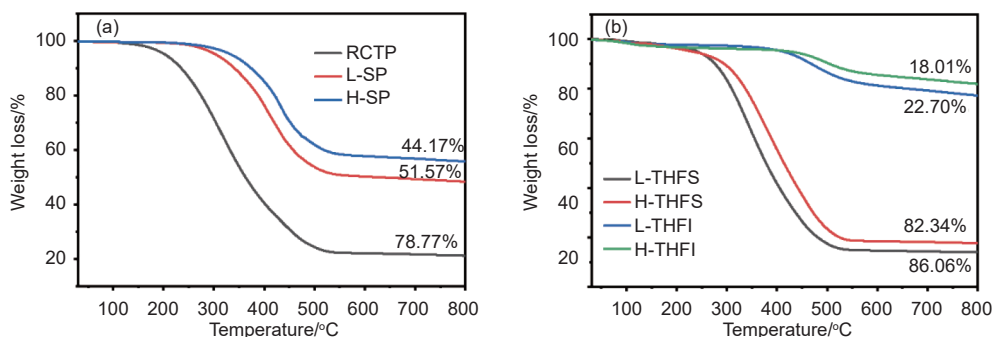 (a)
100
80
60
40
20
Weight loss/%
RCTP
L-SP
H-SP
44.17%
51.57%
78.77%
100 200 300 400 500 600 700 800
Temperature/°C
(b)
100
80
60
40
20
Weight loss/%
18.01%
22.70%
L-THFS
H-THFS
L-THFI
H-THFI
82.34%
86.06%
100 200 300 400 500 600 700 800
Temperature/°C